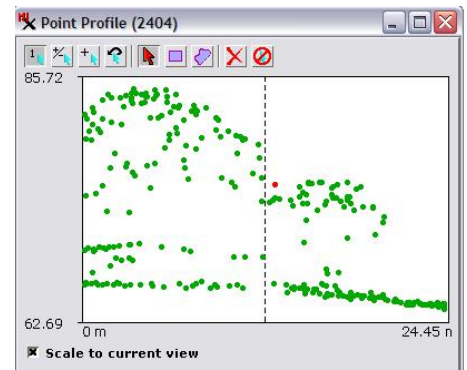 Point Profile (2404)
85.72
62.69
0 m
24.45 n
Scale to current view